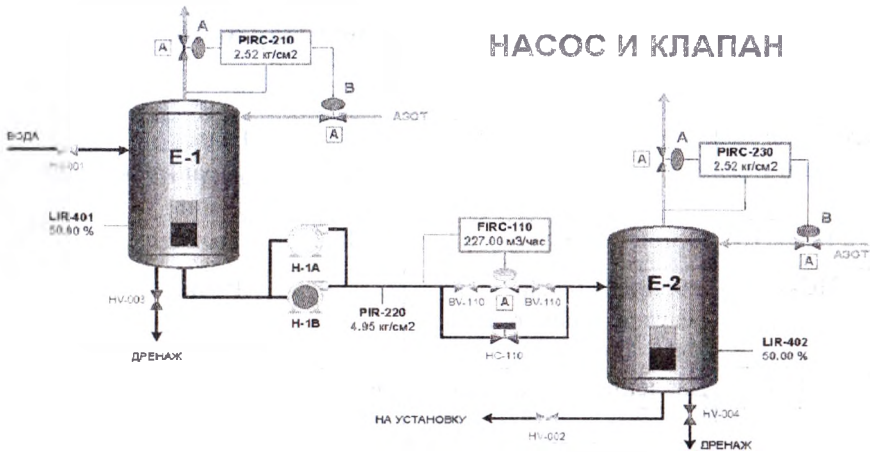 НАСОС И КЛАПАН
A
A
PIRC-210
2.52 кг/см2
B
A
АЗОТ
ВОДА
E-1
LIR-401
50.00 %
HV-003
ДРЕНАЖ
H-1A
H-1B
PIR-220
4.95 кг/см2
FIRC-110
227.00 м3/час
BV-110
A
BV-110
HC-110
A
A
PIRC-230
2.52 кг/см2
B
A
АЗОТ
E-2
LIR-402
50.00 %
НА УСТАНОВКУ
HV-002
HV-004
ДРЕНАЖ